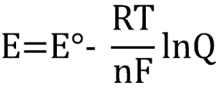 E=E°- RT/nF lnQ